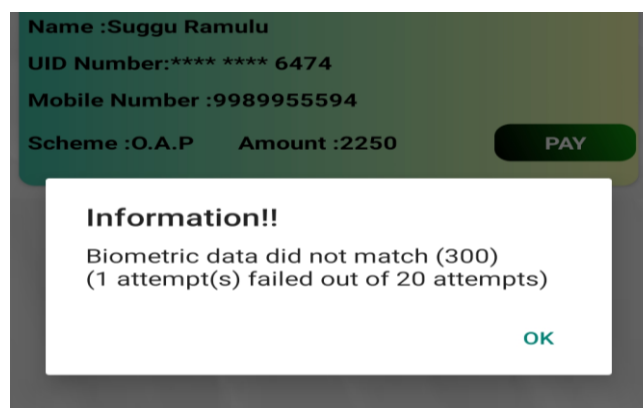 Name :Suggu Ramulu
UID Number:**** **** 6474
Mobile Number :9989955594
Scheme :O.A.P Amount :2250 PAY
Information!!
Biometric data did not match (300)
(1 attempt(s) failed out of 20 attempts)
OK